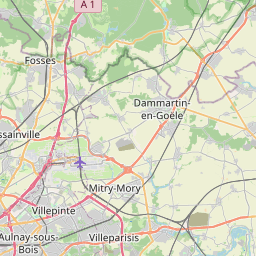 A 1
Fosses
Dammartin-
en-Goële
ssainville
Mitry-Mory
Villepinte
Aulnay-sous-
Bois
Villeparisis